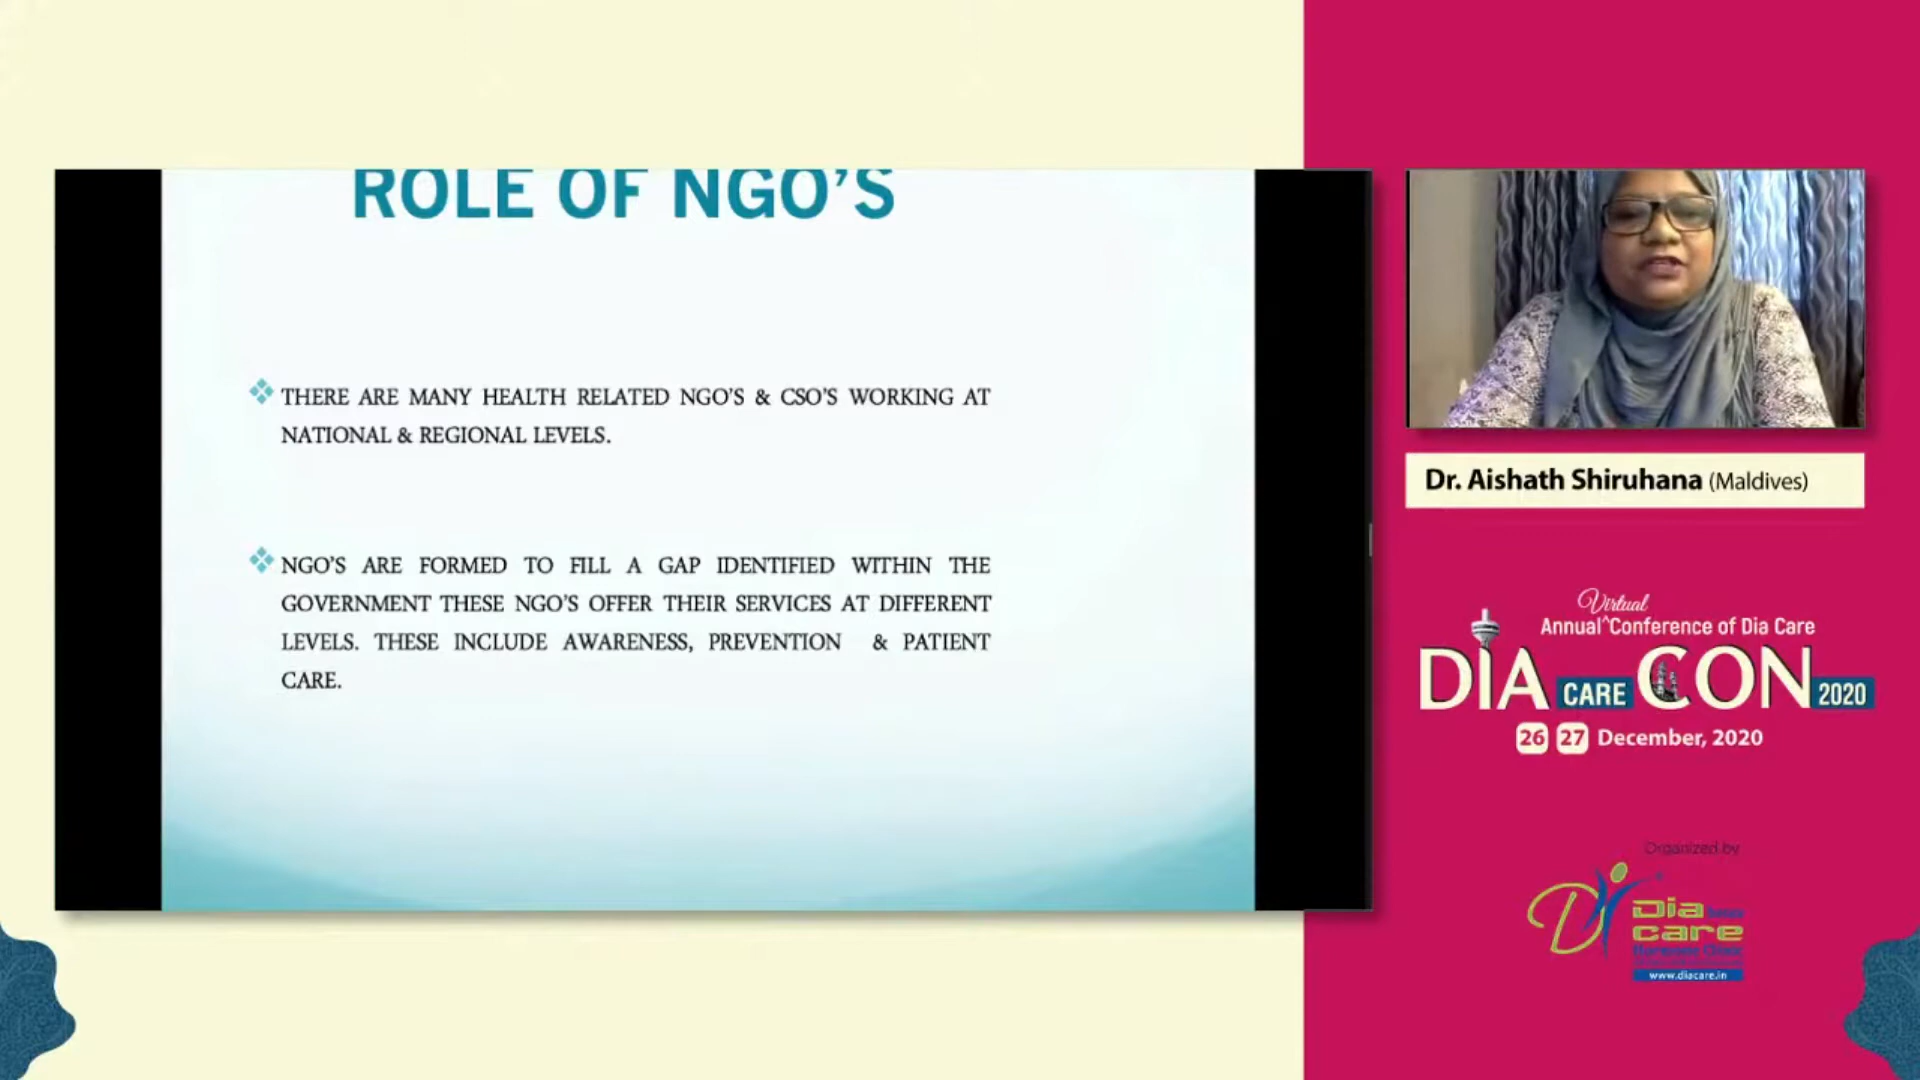 ROLE OF NGO'S
THERE ARE MANY HEALTH RELATED NGO'S & CSO'S WORKING AT
NATIONAL & REGIONAL LEVELS.
NGO'S ARE FORMED TO FILL A GAP IDENTIFIED WITHIN THE
GOVERNMENT THESE NGO'S OFFER THEIR SERVICES AT DIFFERENT
LEVELS. THESE INCLUDE AWARENESS, PREVENTION & PATIENT
CARE.
Dr. Aishath Shiruhana (Maldives)
Virtual
Annual^Conference of Dia Care
DIA CARE CON 2020
26 27 December, 2020
Organized by
Dia
care
www.diacare.in